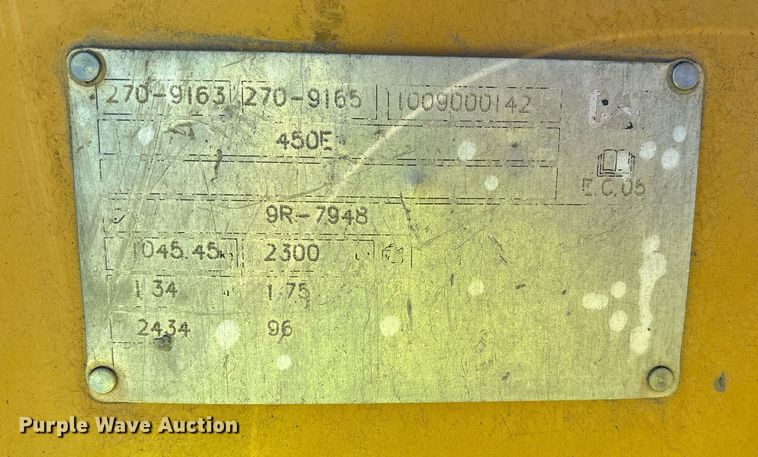 270-9163 270-9165 1009000142
450E
E.C.05
9R-7948
1045.45 2300
1.34 1.75
2434 96
Purple Wave Auction